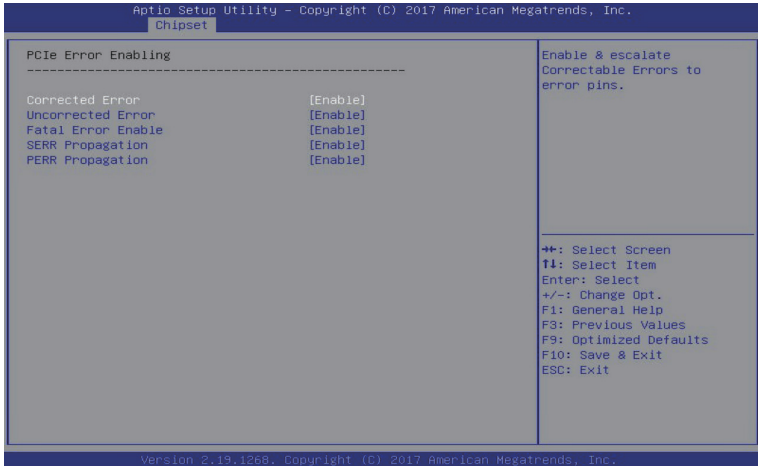 Aptio Setup Utility – Copyright (C) 2017 American Megatrends, Inc.
Chipset
PCIe Error Enabling
--------------------------------------------------
Corrected Error [Enable]
Uncorrected Error [Enable]
Fatal Error Enable [Enable]
SERR Propagation [Enable]
PERR Propagation [Enable]
Enable & escalate
Correctable Errors to
error pins.
→←: Select Screen
↑↓: Select Item
Enter: Select
+/-: Change Opt.
F1: General Help
F3: Previous Values
F9: Optimized Defaults
F10: Save & Exit
ESC: Exit
Version 2.19.1268. Copyright (C) 2017 American Megatrends, Inc.